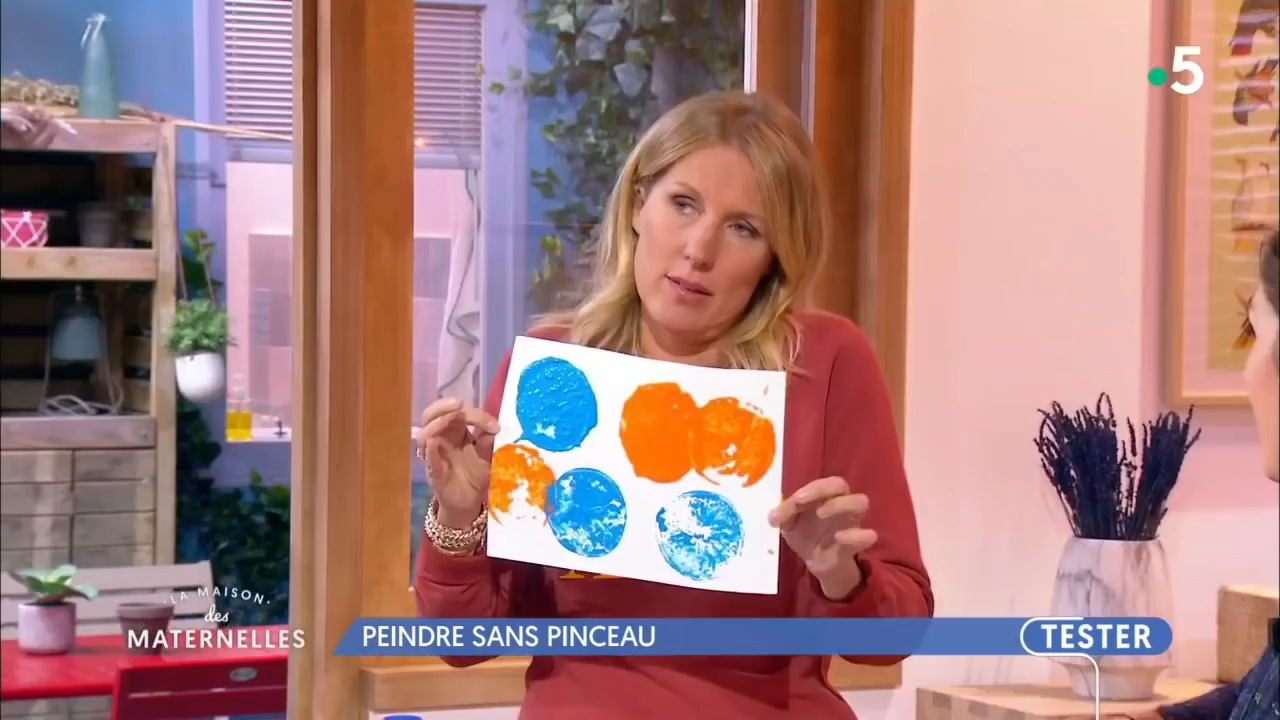 5
LA MAISON
des
MATERNELLES
PEINDRE SANS PINCEAU
TESTER